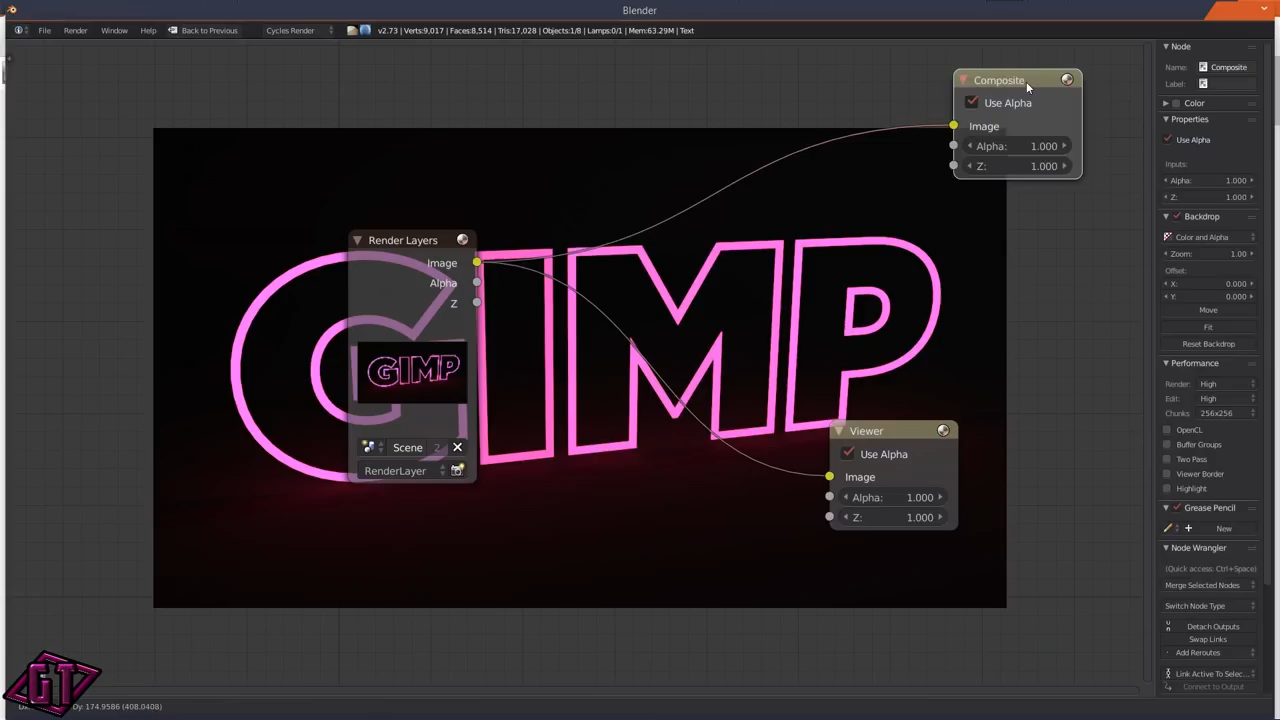 Blender
File Render Window Help Back to Previous Cycles Render v2.73 | Verts:9,017 | Faces:8,514 | Tris:17,028 | Objects:1/8 | Lamps:0/1 | Mem:63.29M | Text
Composite
Use Alpha
Image
Alpha: 1.000
Z: 1.000
Render Layers
Image
Alpha
Z
GIMP
Scene 2
RenderLayer
GIMP
Viewer
Use Alpha
Image
Alpha: 1.000
Z: 1.000
Node
Name: Composite
Label:
Color
Properties
Use Alpha
Inputs:
Alpha: 1.000
Z: 1.000
Backdrop
Color and Alpha
Zoom: 1.00
Offset:
X: 0.000
Y: 0.000
Move
Fit
Reset Backdrop
Performance
Render: High
Edit: High
Chunks: 256x256
OpenCL
Buffer Groups
Two Pass
Viewer Border
Highlight
Grease Pencil
New
Node Wrangler
(Quick access: Ctrl+Space)
Merge Selected Nodes
Switch Node Type
Detach Outputs
Swap Links
Add Reroutes
Link Active To Selec...
Connect to Output
GT
Dy: 174.9586 (408.0408)